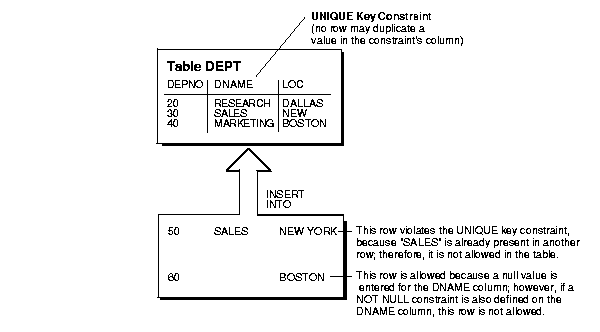 UNIQUE Key Constraint
(no row may duplicate a
value in the constraint's column)
Table DEPT
DEPNO DNAME LOC
20 RESEARCH DALLAS
30 SALES NEW
40 MARKETING BOSTON
INSERT
INTO
50 SALES NEW YORK
This row violates the UNIQUE key constraint,
because "SALES" is already present in another
row; therefore, it is not allowed in the table.
60 BOSTON
This row is allowed because a null value is
entered for the DNAME column; however, if a
NOT NULL constraint is also defined on the
DNAME column, this row is not allowed.